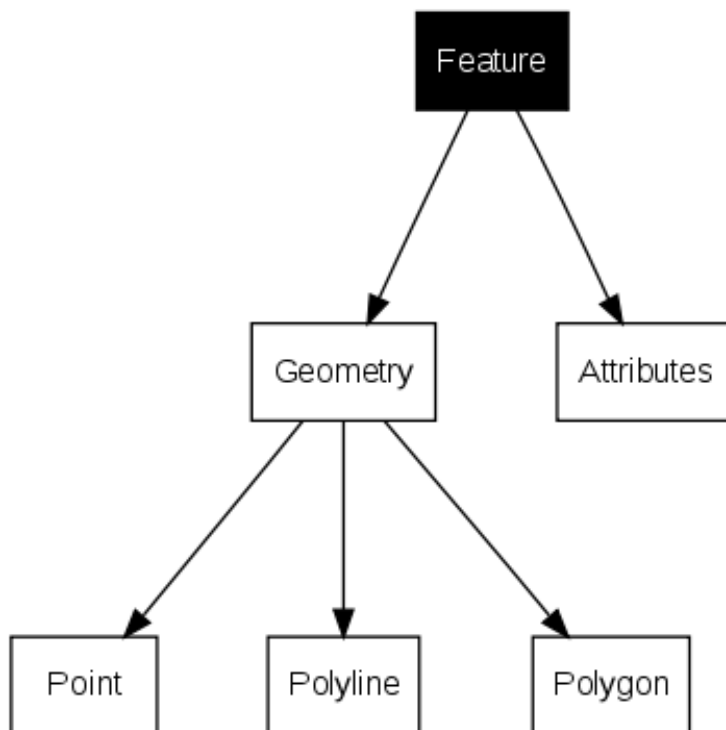 Feature
Geometry
Attributes
Point
Polyline
Polygon